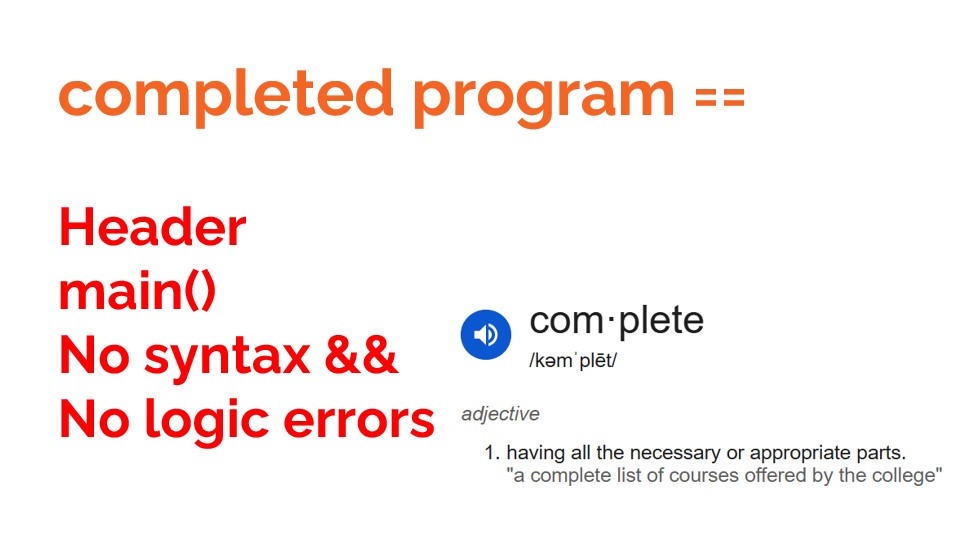 completed program ==
Header
main()
No syntax &&
No logic errors
com·plete
/kəmˈplēt/
adjective
1. having all the necessary or appropriate parts.
"a complete list of courses offered by the college"